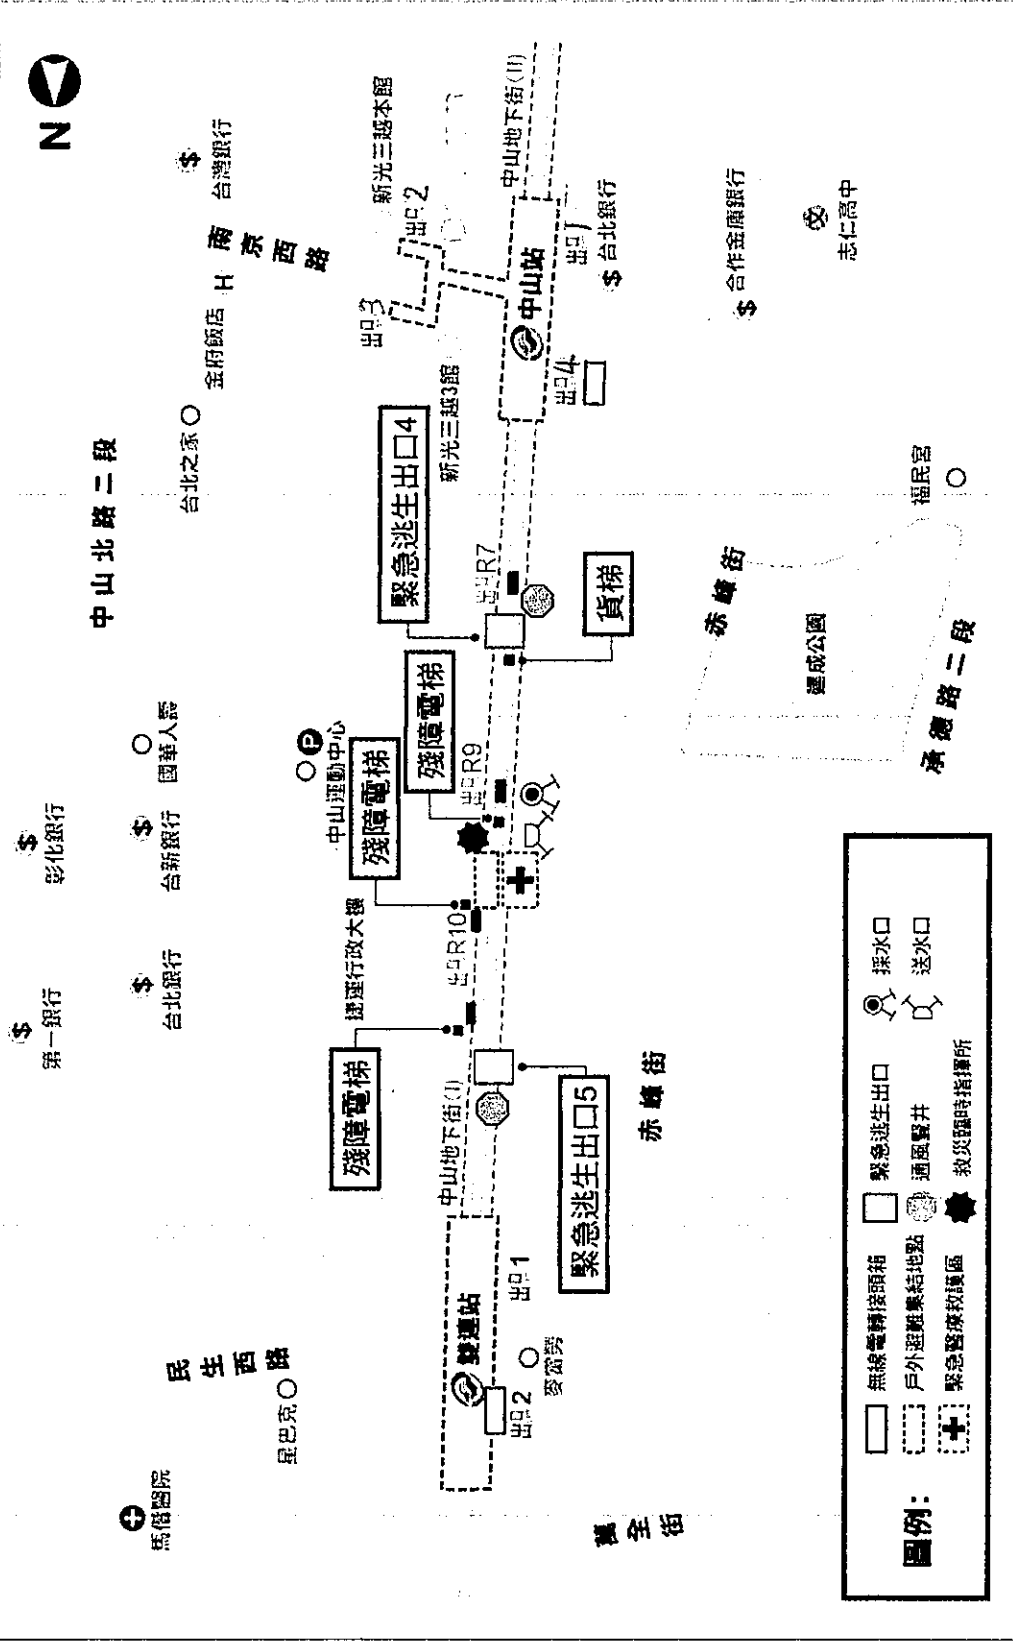 N
馬偕醫院
第一銀行
彰化銀行
台北銀行
台新銀行
國華人壽
中山北路二段
台北之家
金府飯店
H
台灣銀行
南京西路
民生西路
星巴克
捷運行政大樓
中山運動中心
P
新光三越3館
新光三越本館
殘障電梯
殘障電梯
殘障電梯
緊急逃生出口4
出口3
出口2
中山地下街(I)
出口R10
出口R9
出口R7
中山地下街(II)
雙連站
中山站
出口2
出口1
麥當勞
緊急逃生出口5
貨梯
出口4
出口1
台北銀行
萬全街
赤峰街
赤峰街
合作金庫銀行
建成公園
文
志仁高中
承德路二段
福民宮
圖例：
無線電轉接頭箱
緊急逃生出口
採水口
戶外避難集結地點
通風豎井
送水口
緊急醫療救護區
救災臨時指揮所